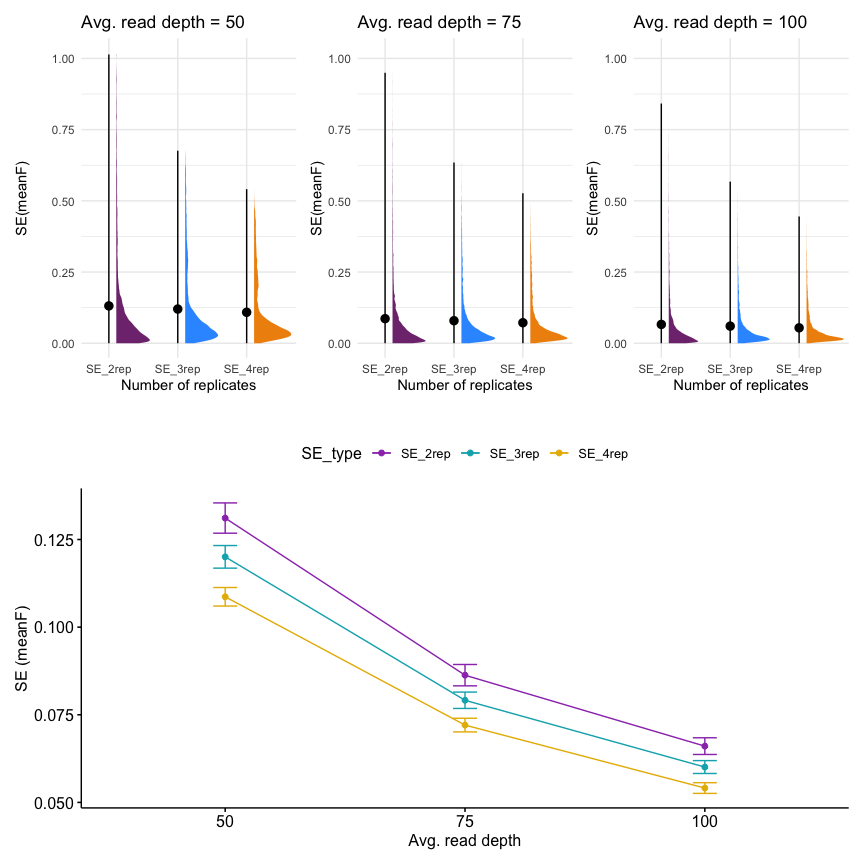 Avg. read depth = 50
Avg. read depth = 75
Avg. read depth = 100
SE(meanF)
1.00
0.75
0.50
0.25
0.00
SE_2rep
SE_3rep
SE_4rep
Number of replicates
SE(meanF)
1.00
0.75
0.50
0.25
0.00
SE_2rep
SE_3rep
SE_4rep
Number of replicates
SE(meanF)
1.00
0.75
0.50
0.25
0.00
SE_2rep
SE_3rep
SE_4rep
Number of replicates
SE_type SE_2rep SE_3rep SE_4rep
SE (meanF)
0.125
0.100
0.075
0.050
50
75
100
Avg. read depth